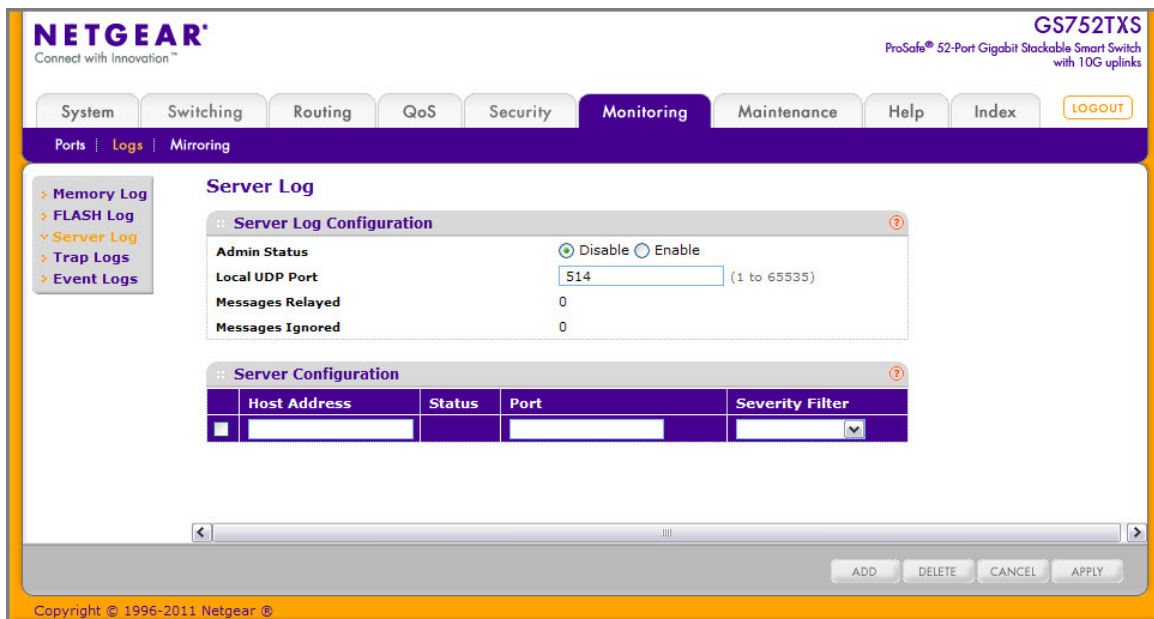 NETGEAR®
Connect with Innovation™
GS752TXS
ProSafe® 52-Port Gigabit Stackable Smart Switch
with 10G uplinks
System Switching Routing QoS Security Monitoring Maintenance Help Index LOGOUT
Ports Logs Mirroring
Memory Log
FLASH Log
Server Log
Trap Logs
Event Logs
Server Log
Server Log Configuration ?
Admin Status Disable Enable
Local UDP Port 514 (1 to 65535)
Messages Relayed 0
Messages Ignored 0
Server Configuration ?
Host Address Status Port Severity Filter
ADD DELETE CANCEL APPLY
Copyright © 1996-2011 Netgear ®